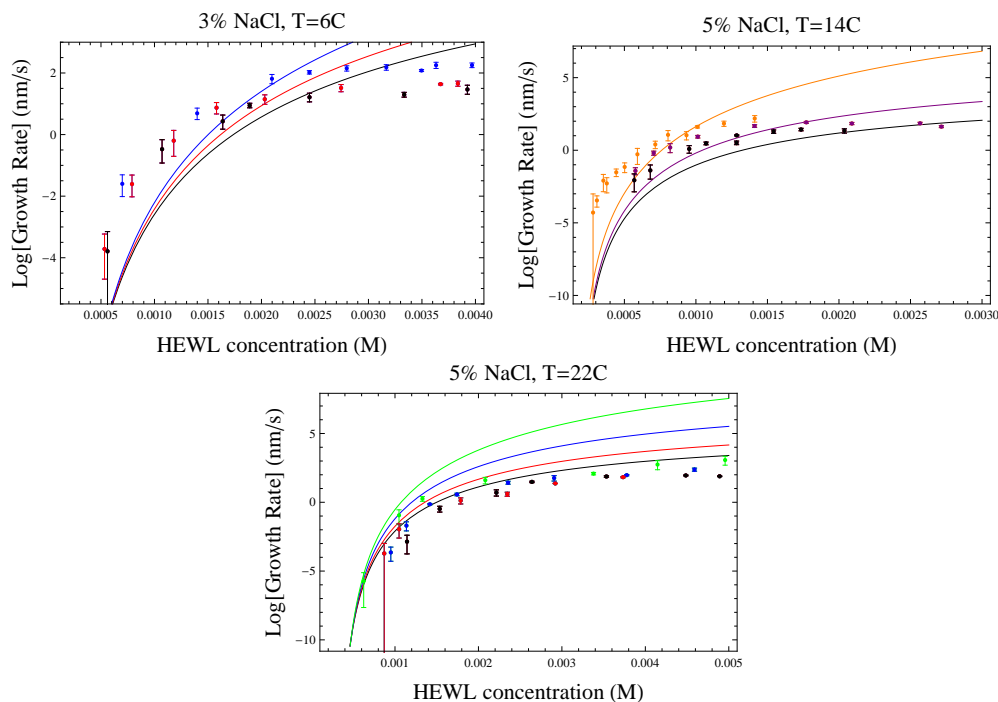 3% NaCl, T=6C
Log[Growth Rate] (nm/s)
2
0
-2
-4
0.0005 0.0010 0.0015 0.0020 0.0025 0.0030 0.0035 0.0040
HEWL concentration (M)
5% NaCl, T=14C
Log[Growth Rate] (nm/s)
5
0
-5
-10
0.0005 0.0010 0.0015 0.0020 0.0025 0.0030
HEWL concentration (M)
5% NaCl, T=22C
Log[Growth Rate] (nm/s)
5
0
-5
-10
0.001 0.002 0.003 0.004 0.005
HEWL concentration (M)